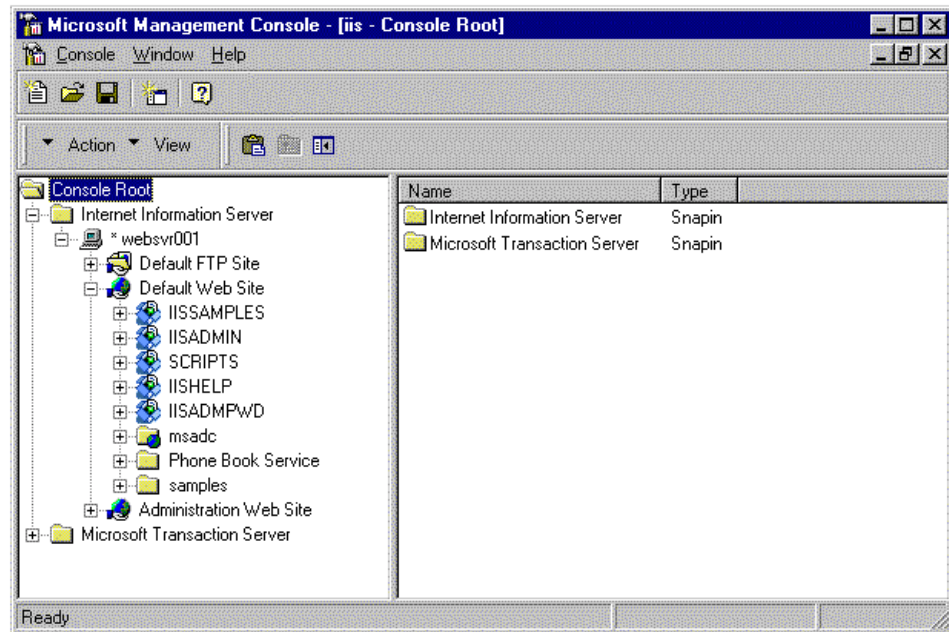 Microsoft Management Console - [iis - Console Root]
Console Window Help
Action View
Console Root
Internet Information Server
* websvr001
Default FTP Site
Default Web Site
IISSAMPLES
IISADMIN
SCRIPTS
IISHELP
IISADMPWD
msadc
Phone Book Service
samples
Administration Web Site
Microsoft Transaction Server
Name Type
Internet Information Server Snapin
Microsoft Transaction Server Snapin
Ready